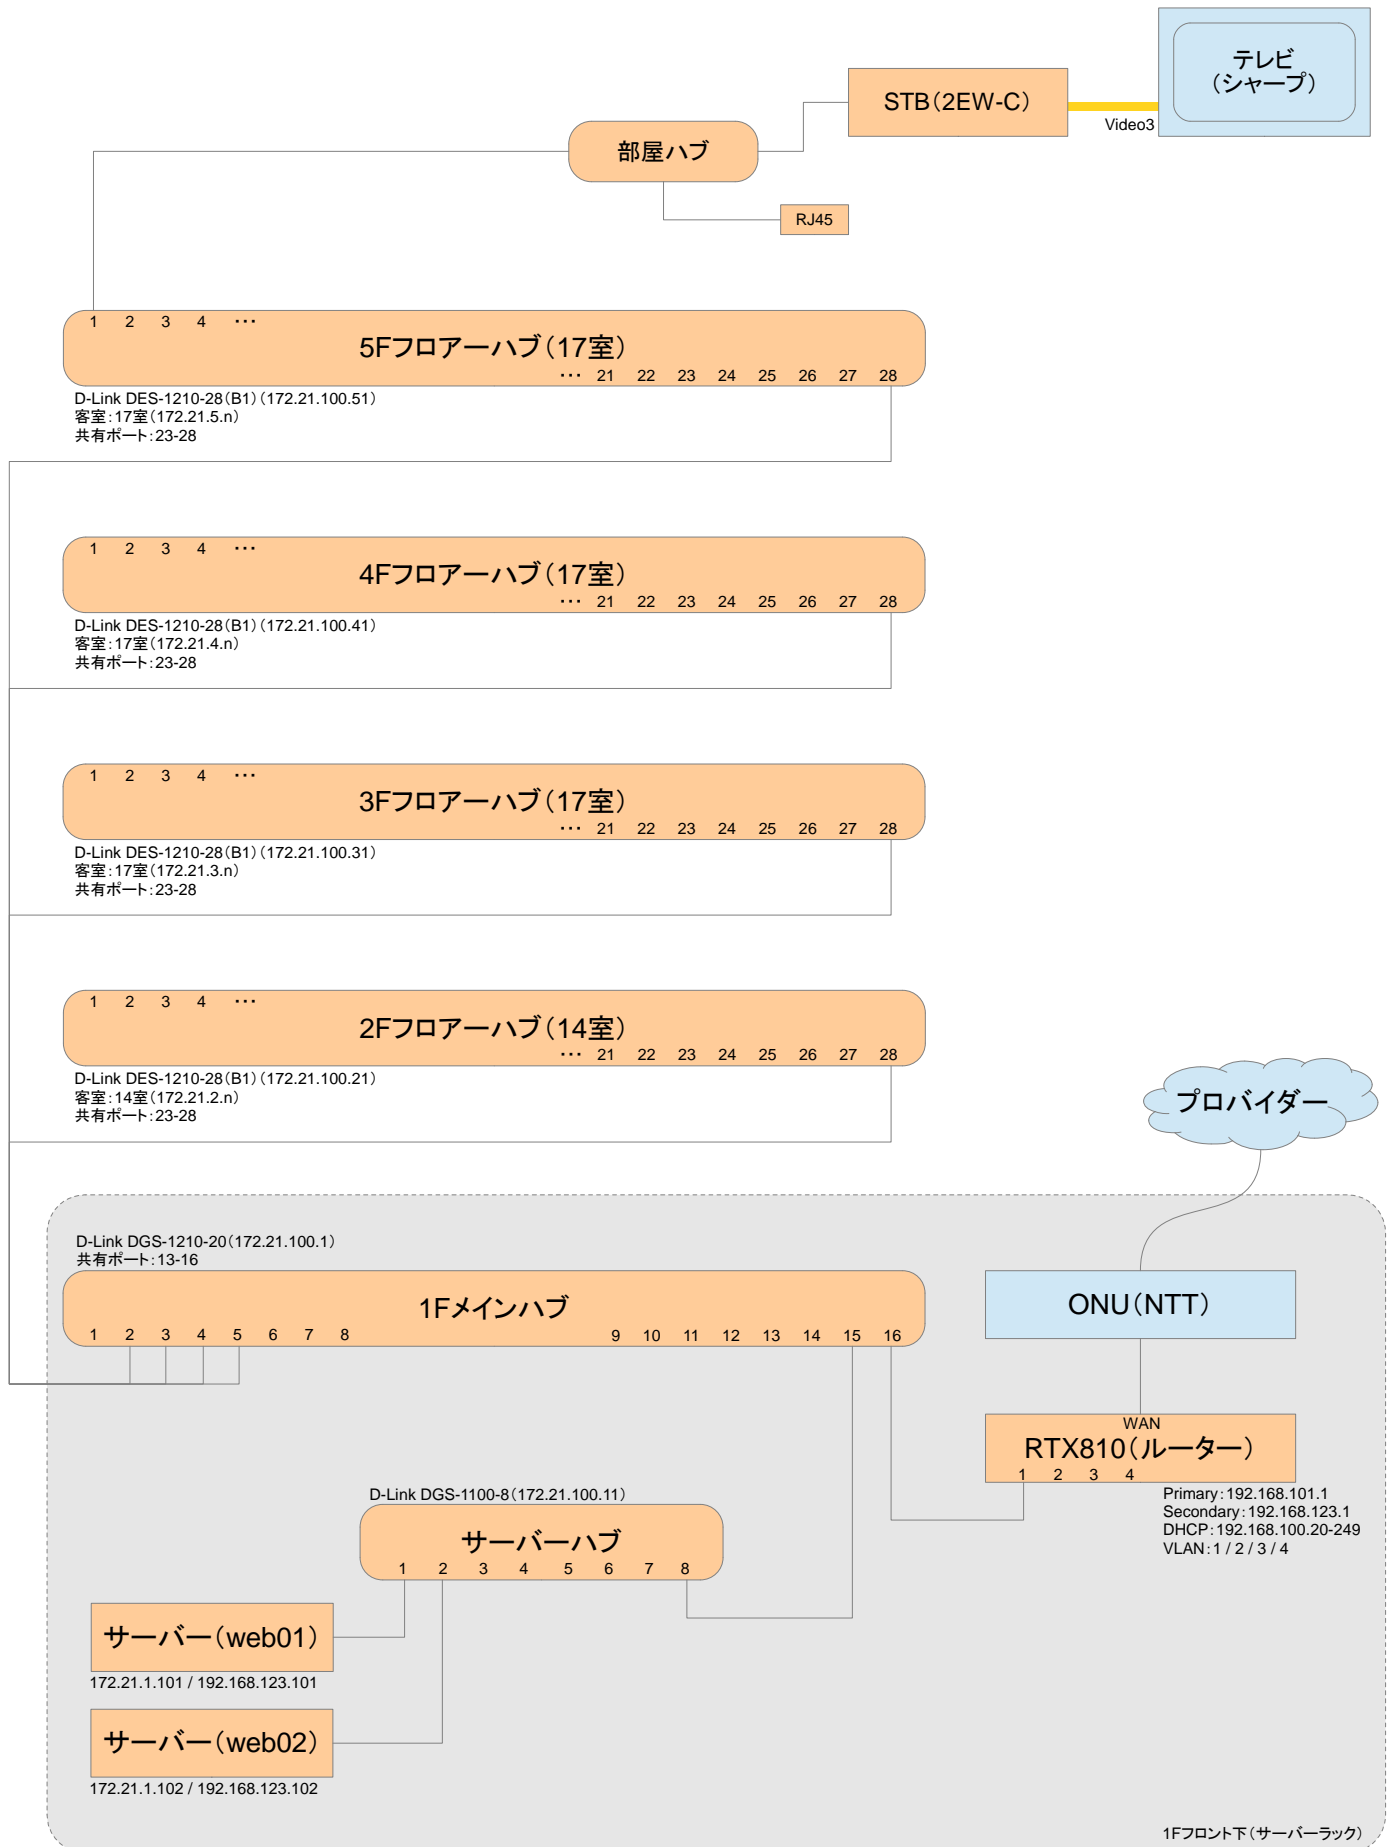 テレビ
（シャープ）
STB（2EW-C）
Video3
部屋ハブ
RJ45
1 2 3 4 …
5Fフロアーハブ（17室）
… 21 22 23 24 25 26 27 28
D-Link DES-1210-28（B1）（172.21.100.51）
客室：17室（172.21.5.n）
共有ポート：23-28
1 2 3 4 …
4Fフロアーハブ（17室）
… 21 22 23 24 25 26 27 28
D-Link DES-1210-28（B1）（172.21.100.41）
客室：17室（172.21.4.n）
共有ポート：23-28
1 2 3 4 …
3Fフロアーハブ（17室）
… 21 22 23 24 25 26 27 28
D-Link DES-1210-28（B1）（172.21.100.31）
客室：17室（172.21.3.n）
共有ポート：23-28
1 2 3 4 …
2Fフロアーハブ（14室）
… 21 22 23 24 25 26 27 28
D-Link DES-1210-28（B1）（172.21.100.21）
客室：14室（172.21.2.n）
共有ポート：23-28
プロバイダー
D-Link DGS-1210-20（172.21.100.1）
共有ポート：13-16
1Fメインハブ
1 2 3 4 5 6 7 8 9 10 11 12 13 14 15 16
ONU（NTT）
WAN
RTX810（ルーター）
1 2 3 4
Primary：192.168.101.1
Secondary：192.168.123.1
DHCP：192.168.100.20-249
VLAN：1 / 2 / 3 / 4
D-Link DGS-1100-8（172.21.100.11）
サーバーハブ
1 2 3 4 5 6 7 8
サーバー（web01）
172.21.1.101 / 192.168.123.101
サーバー（web02）
172.21.1.102 / 192.168.123.102
1Fフロント下（サーバーラック）